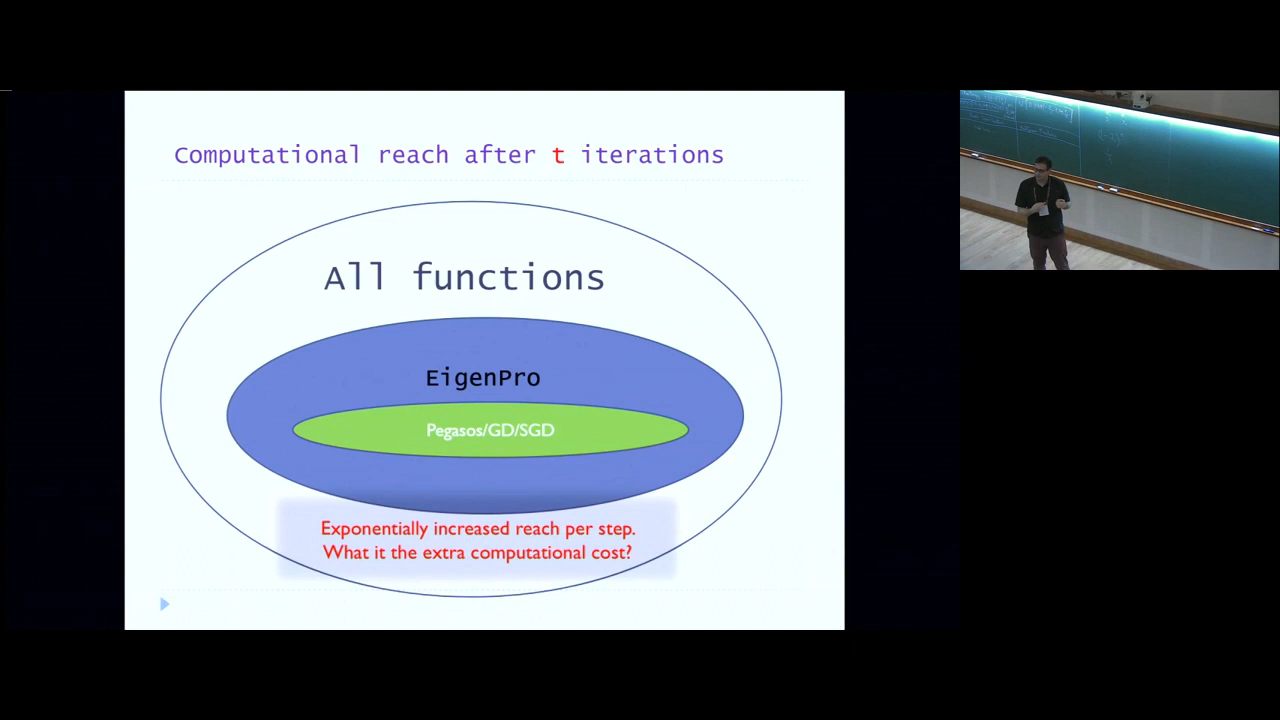 Computational reach after t iterations
All functions
EigenPro
Pegasos/GD/SGD
Exponentially increased reach per step.
What it the extra computational cost?